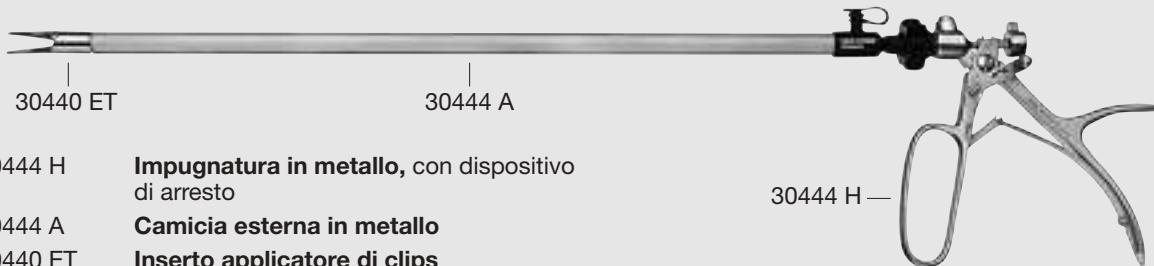 30440 ET
30444 A
0444 H Impugnatura in metallo, con dispositivo
di arresto
30444 H
0444 A Camicia esterna in metallo
0440 ET Inserto applicatore di clips